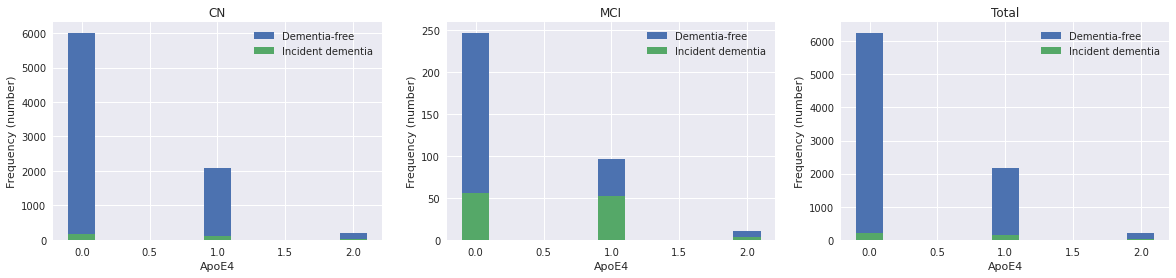 CN
Frequency (number)
6000
5000
4000
3000
2000
1000
0
0.0 0.5 1.0 1.5 2.0
ApoE4
Dementia-free
Incident dementia
MCI
Frequency (number)
250
200
150
100
50
0
0.0 0.5 1.0 1.5 2.0
ApoE4
Dementia-free
Incident dementia
Total
Frequency (number)
6000
5000
4000
3000
2000
1000
0
0.0 0.5 1.0 1.5 2.0
ApoE4
Dementia-free
Incident dementia